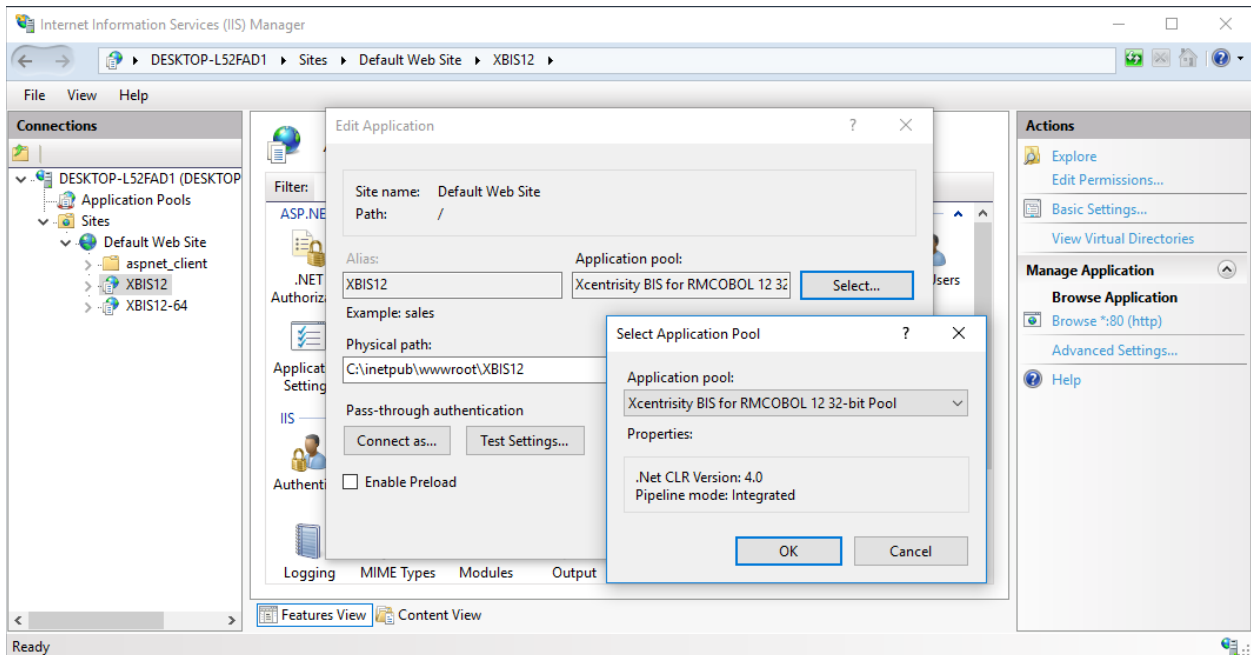 Internet Information Services (IIS) Manager
DESKTOP-L52FAD1 Sites Default Web Site XBIS12
File View Help
Connections
DESKTOP-L52FAD1 (DESKTOP
Application Pools
Sites
Default Web Site
aspnet_client
XBIS12
XBIS12-64
Filter:
ASP.NE
.NET
Authoriz
Applicat
Setting
IIS
Authenti
Logging MIME Types Modules Output
Users
Features View Content View
Edit Application
?
Site name: Default Web Site
Path: /
Alias:
Application pool:
XBIS12
Xcentrisity BIS for RMCOBOL 12 32
Select...
Example: sales
Physical path:
C:\inetpub\wwwroot\XBIS12
Pass-through authentication
Connect as... Test Settings...
Enable Preload
Select Application Pool
?
Application pool:
Xcentrisity BIS for RMCOBOL 12 32-bit Pool
Properties:
.Net CLR Version: 4.0
Pipeline mode: Integrated
OK Cancel
Actions
Explore
Edit Permissions...
Basic Settings...
View Virtual Directories
Manage Application
Browse Application
Browse *:80 (http)
Advanced Settings...
Help
Ready